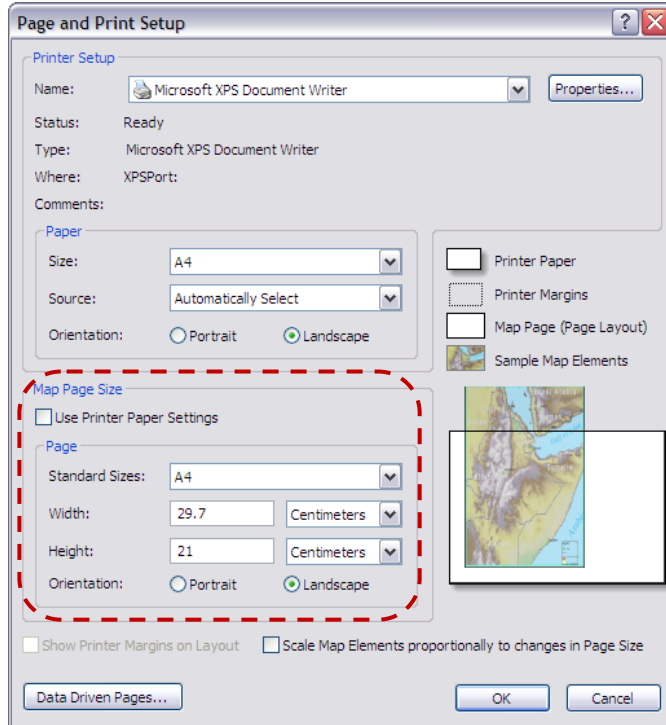 Page and Print Setup
Printer Setup
Name: Microsoft XPS Document Writer Properties...
Status: Ready
Type: Microsoft XPS Document Writer
Where: XPSPort:
Comments:
Paper
Size: A4
Source: Automatically Select
Orientation: Portrait Landscape
Printer Paper
Printer Margins
Map Page (Page Layout)
Sample Map Elements
Map Page Size
Use Printer Paper Settings
Page
Standard Sizes: A4
Width: 29.7 Centimeters
Height: 21 Centimeters
Orientation: Portrait Landscape
Show Printer Margins on Layout Scale Map Elements proportionally to changes in Page Size
Data Driven Pages... OK Cancel